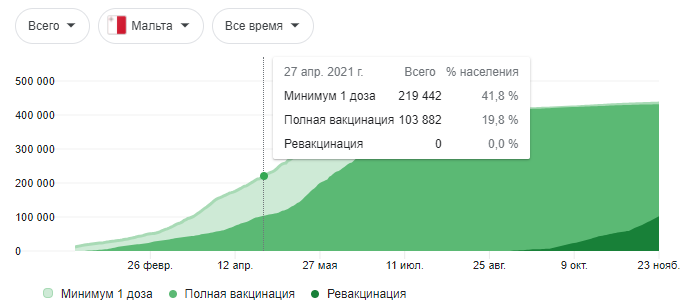 Всего Мальта Все время
27 апр. 2021 г. Всего % населения
Минимум 1 доза 219 442 41,8 %
Полная вакцинация 103 882 19,8 %
Ревакцинация 0 0,0 %
500 000
400 000
300 000
200 000
100 000
0
26 февр. 12 апр. 27 мая 11 июл. 25 авг. 9 окт. 23 нояб.
Минимум 1 доза Полная вакцинация Ревакцинация